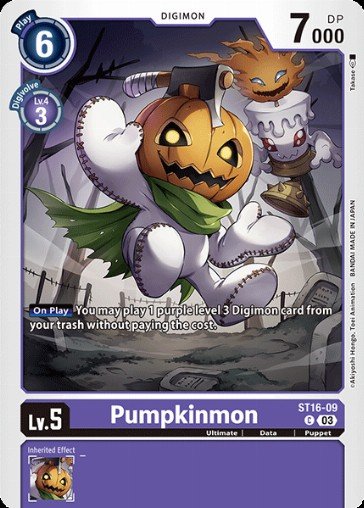 Play
6
DIGIMON
7000 DP
Digivolve
Lv.4
3
Takase
©Akiyoshi Hongo, Toei Animation BANDAI MADE IN JAPAN
On Play You may play 1 purple level 3 Digimon card from
your trash without paying the cost.
Lv.5
Pumpkinmon
ST16-09
C 03
Ultimate | Data | Puppet
Inherited Effect
–